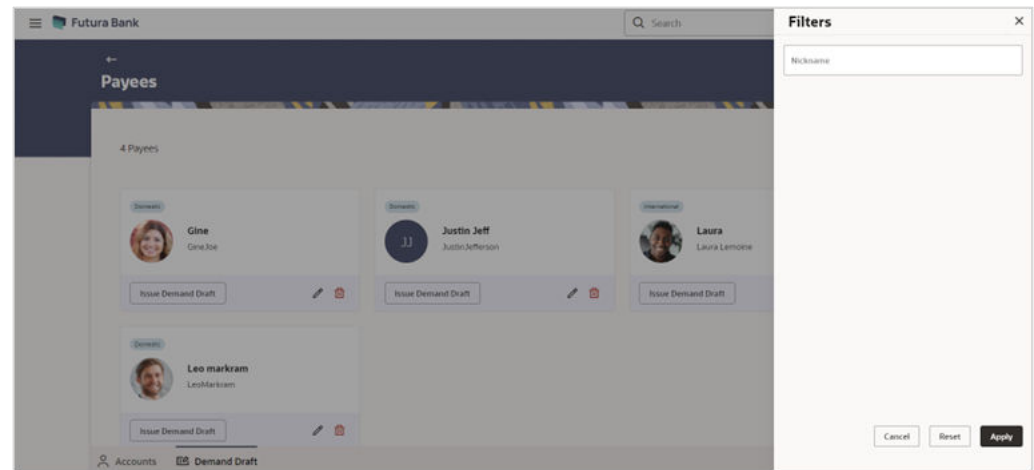 Futura Bank
Search
Filters
Nickname
Payees
4 Payees
Domestic
Gine
GineJoe
Issue Demand Draft
Domestic
JJ
Justin Jeff
JustinJefferson
Issue Demand Draft
International
Laura
Laura Lemoine
Issue Demand Draft
Domestic
Leo markram
LeoMarkram
Issue Demand Draft
Cancel Reset Apply
Accounts Demand Draft